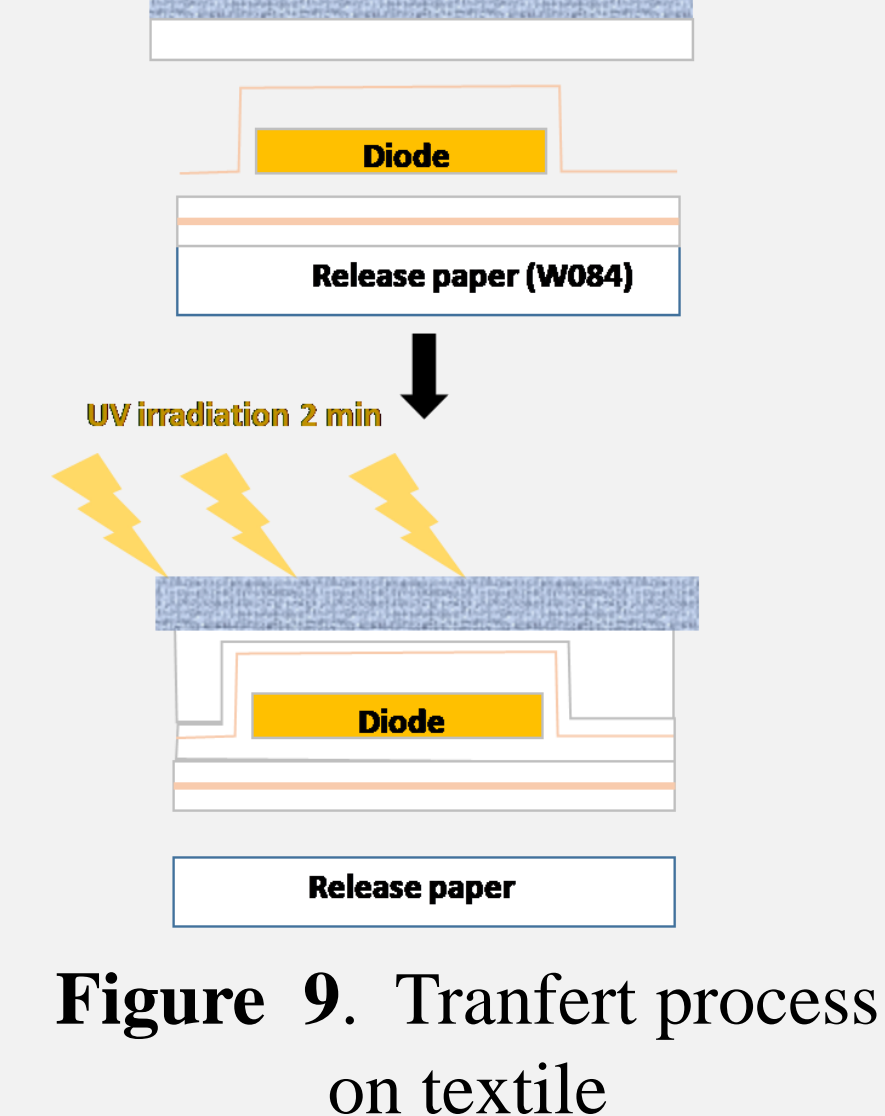 Diode
Release paper (W084)
UV irradiation 2 min
Diode
Release paper
Figure 9. Tranfert process
on textile